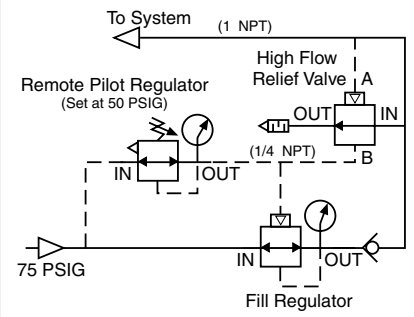 To System
(1 NPT)
High Flow
Relief Valve
A
Remote Pilot Regulator
(Set at 50 PSIG)
OUT
IN
(1/4 NPT)
B
IN
OUT
75 PSIG
IN
OUT
Fill Regulator